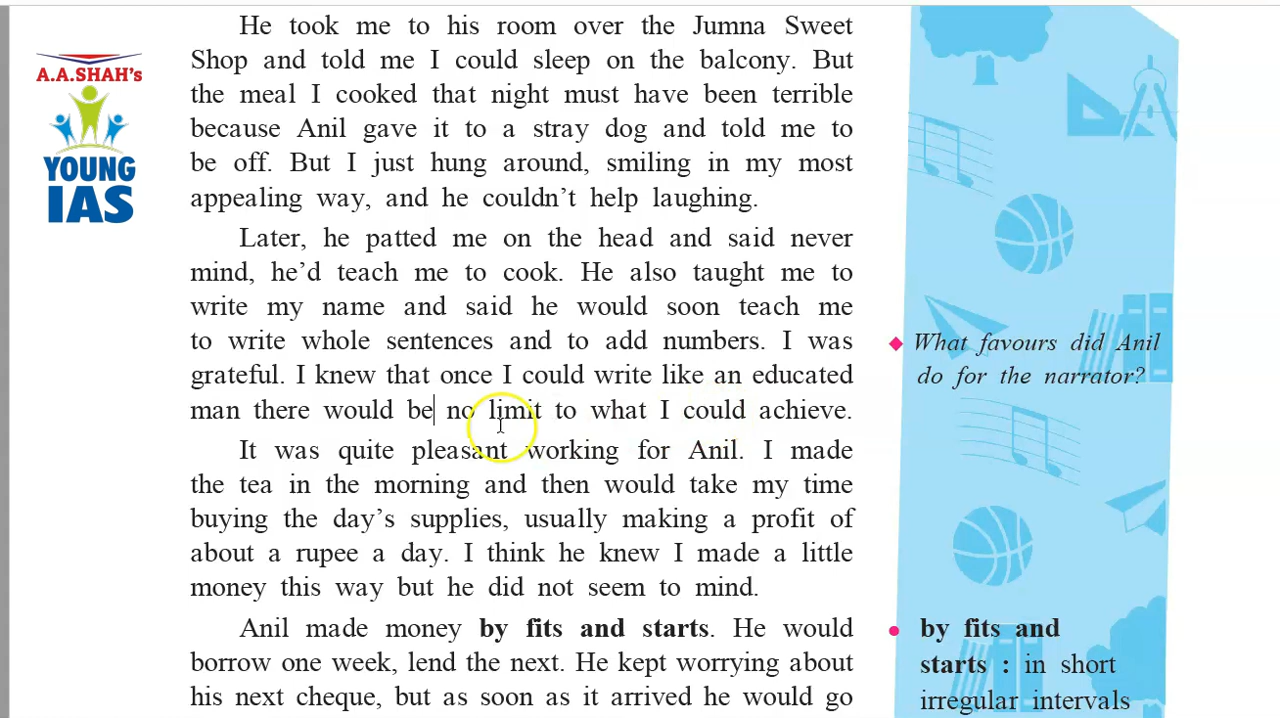 He took me to his room over the Jumna Sweet
Shop and told me I could sleep on the balcony. But
the meal I cooked that night must have been terrible
because Anil gave it to a stray dog and told me to
be off. But I just hung around, smiling in my most
appealing way, and he couldn't help laughing.
Later, he patted me on the head and said never
mind, he'd teach me to cook. He also taught me to
write my name and said he would soon teach me
to write whole sentences and to add numbers. I was
grateful. I knew that once I could write like an educated
man there would be no limit to what I could achieve.
It was quite pleasant working for Anil. I made
the tea in the morning and then would take my time
buying the day's supplies, usually making a profit of
about a rupee a day. I think he knew I made a little
money this way but he did not seem to mind.
Anil made money by fits and starts. He would
borrow one week, lend the next. He kept worrying about
his next cheque, but as soon as it arrived he would go
A.A.SHAH's
YOUNG
IAS
What favours did Anil
do for the narrator?
by fits and
starts : in short
irregular intervals